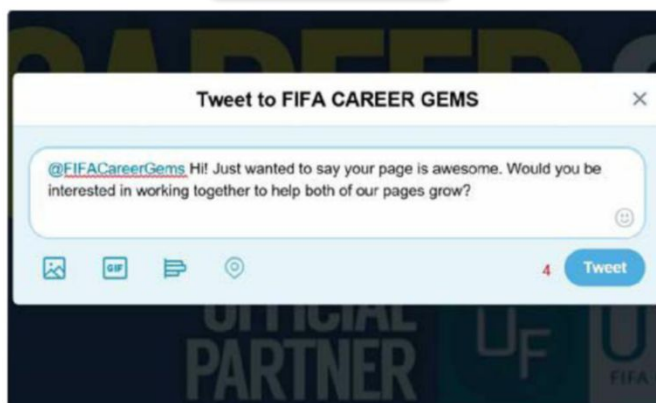 CAREER
Tweet to FIFA CAREER GEMS
@FIFACareerGems Hi! Just wanted to say your page is awesome. Would you be
interested in working together to help both of our pages grow?
GIF
4 Tweet
OFFICIAL
PARTNER
UF
U
FIFA